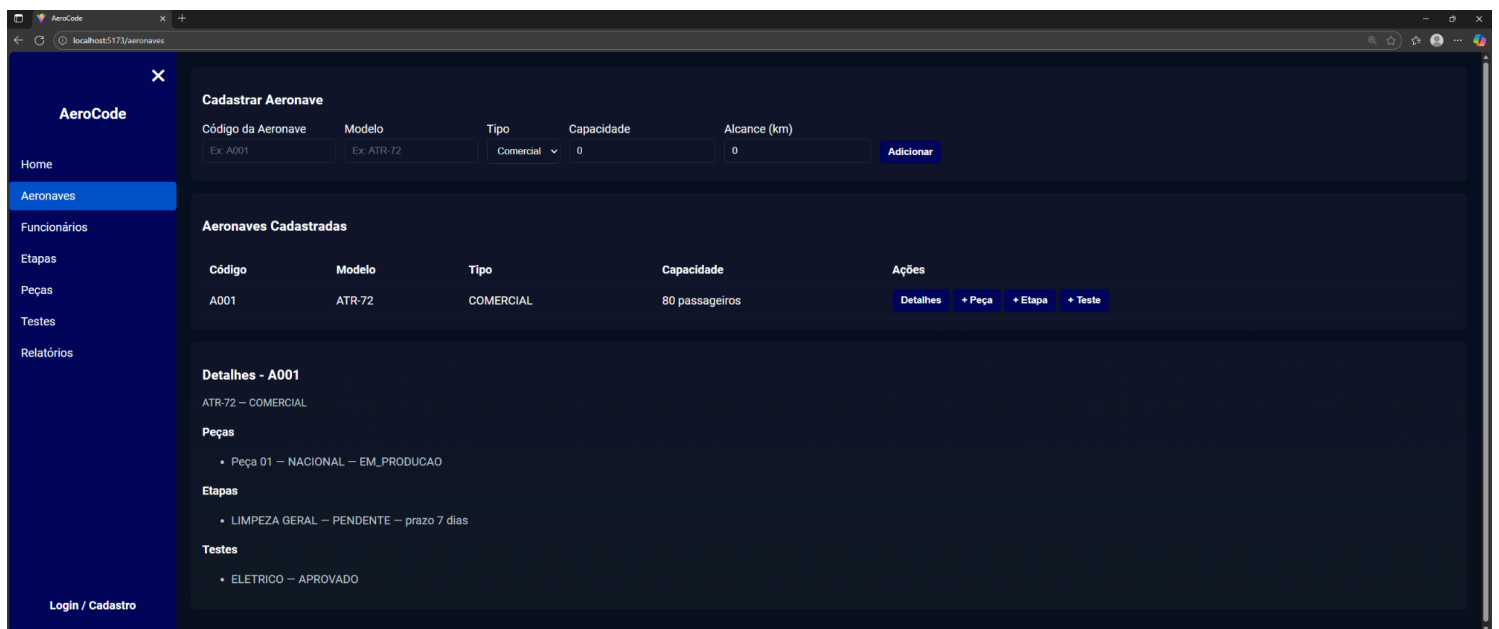 AeroCode
localhost:5173/aeronaves
AeroCode
Home
Aeronaves
Funcionários
Etapas
Peças
Testes
Relatórios
Login / Cadastro
Cadastrar Aeronave
Código da Aeronave Modelo Tipo Capacidade Alcance (km)
Ex: A001 Ex: ATR-72 Comercial 0 0 Adicionar
Aeronaves Cadastradas
Código Modelo Tipo Capacidade Ações
A001 ATR-72 COMERCIAL 80 passageiros Detalhes + Peça + Etapa + Teste
Detalhes - A001
ATR-72 — COMERCIAL
Peças
• Peça 01 — NACIONAL — EM_PRODUCAO
Etapas
• LIMPEZA GERAL — PENDENTE — prazo 7 dias
Testes
• ELETRICO — APROVADO